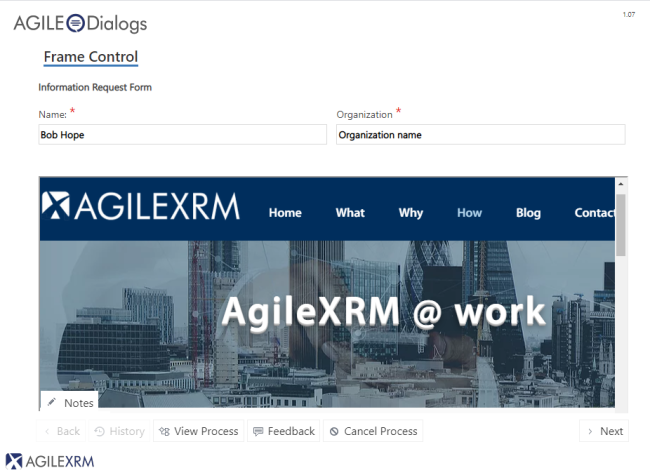 AGILE Dialogs
1.07
Frame Control
Information Request Form
Name: *
Organization *
Bob Hope
Organization name
AGILEXRM
Home What Why How Blog Contact
AgileXRM @ work
Notes
Back History View Process Feedback Cancel Process Next
AGILEXRM